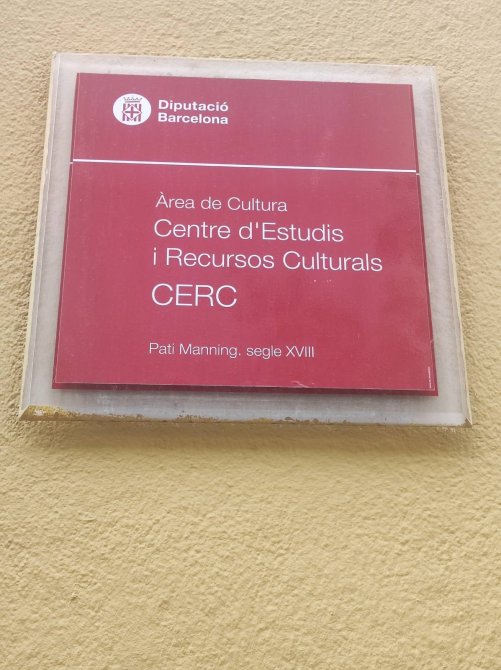 Diputació
Barcelona
Àrea de Cultura
Centre d'Estudis
i Recursos Culturals
CERC
Pati Manning. segle XVIII